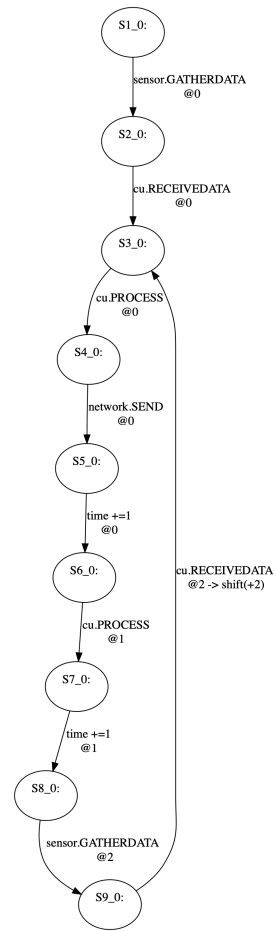 S1_0:
sensor.GATHERDATA
@0
S2_0:
cu.RECEIVEDATA
@0
S3_0:
cu.PROCESS
@0
S4_0:
network.SEND
@0
S5_0:
time +=1
@0
S6_0:
cu.RECEIVEDATA
@2 -> shift(+2)
cu.PROCESS
@1
S7_0:
time +=1
@1
S8_0:
sensor.GATHERDATA
@2
S9_0: